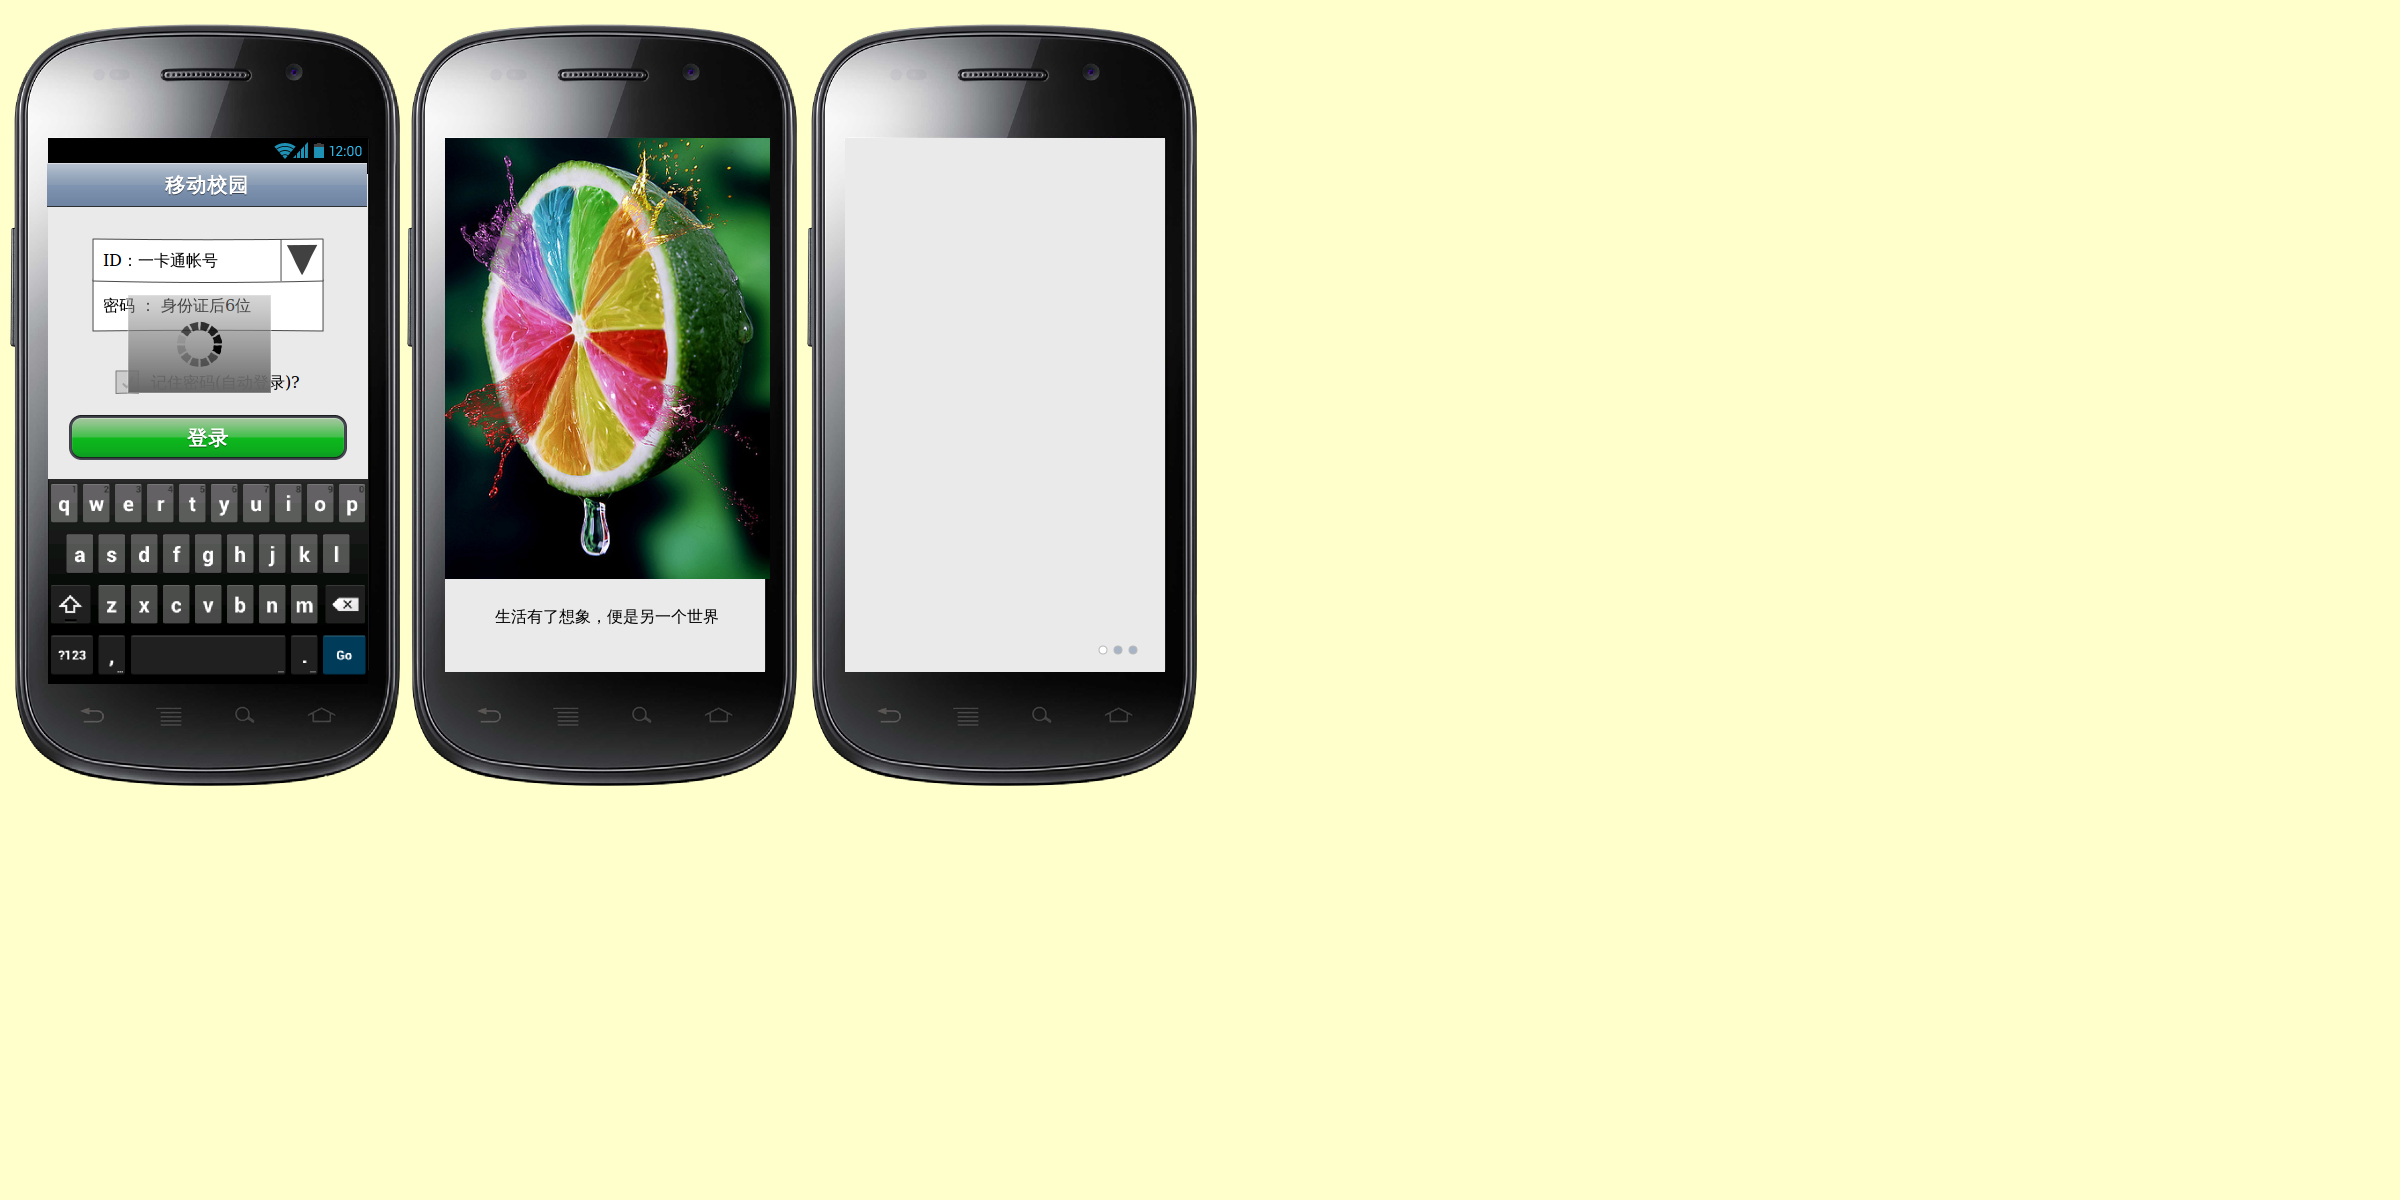 12:00
移动校园
ID：一卡通帐号
密码 ： 身份证后6位
记住密码(自动登录)?
登录
q w e r t y u i o p
a s d f g h j k l
z x c v b n m
?123 , . Go
生活有了想象，便是另一个世界